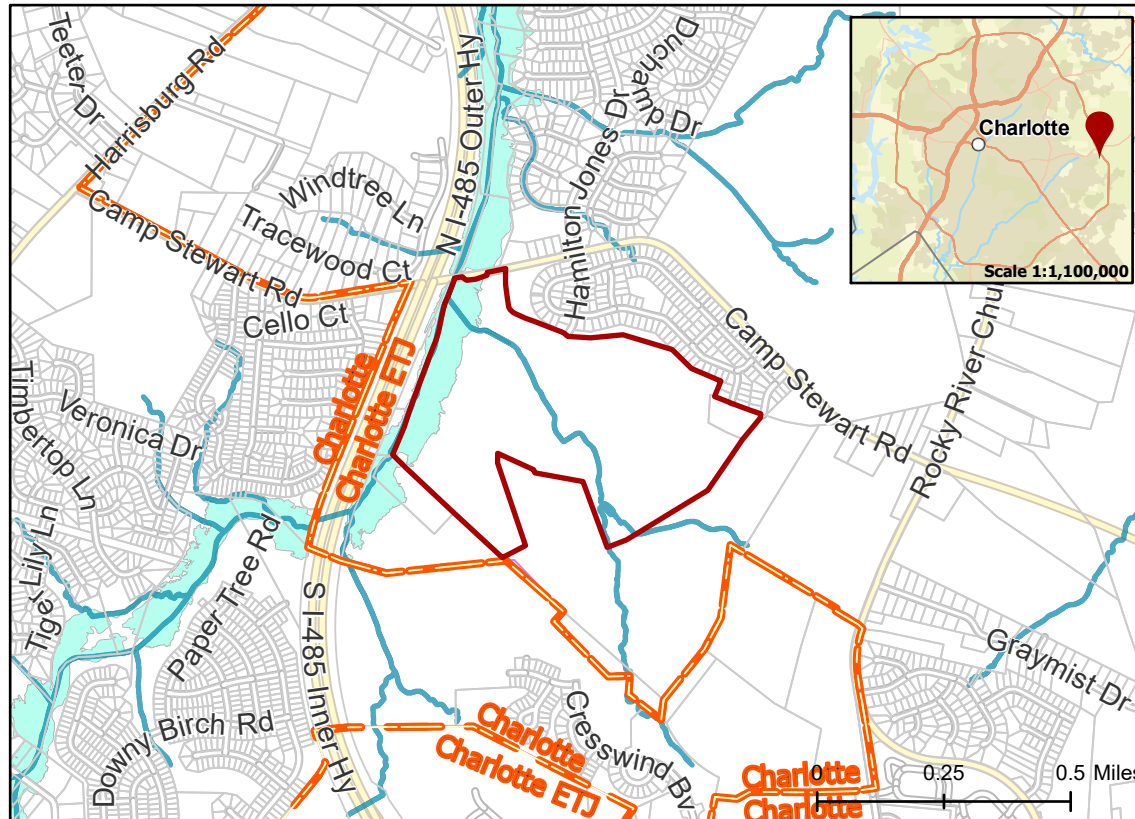 Teeter Dr
Harrisburg Rd
Camp Stewart Rd
Windtree Ln
Tracewood Ct
Cello Ct
N I-485 Outer Hy
Duchamp Dr
Hamilton Jones Dr
Charlotte
Scale 1:1,100,000
Camp Stewart Rd
Rocky River Chu
Charlotte
Charlotte ETJ
Timbertop Ln
Veronica Dr
Tiger Lily Ln
Paper Tree Rd
S I-485 Inner Hy
Downy Birch Rd
Graymist Dr
Cresswind Bv
Charlotte
Charlotte ETJ
Charlotte
Charlotte
0 0.25 0.5 Miles